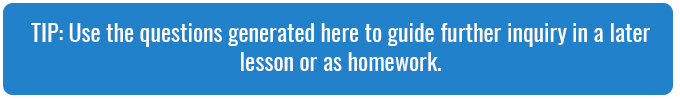 TIP: Use the questions generated here to guide further inquiry in a later
lesson or as homework.